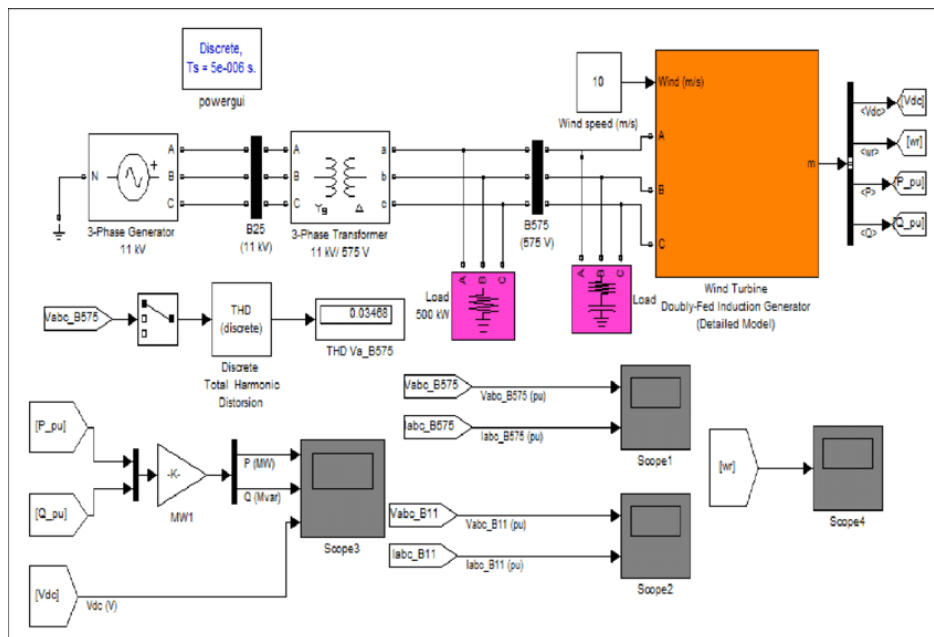 Discrete,
Ts = 5e-006 s.
powergui
10
Wind speed (m/s)
Wind (m/s)
A
B
C
m
Wind Turbine
Doubly-Fed Induction Generator
(Detailed Model)
<Vdc>
[Vdc]
<wr>
[wr]
<P>
[P_pu]
<Q>
[Q_pu]
N
A
B
C
3-Phase Generator
11 kV
B25
(11 kV)
A
B
C
a
b
c
Yg
Δ
3-Phase Transformer
11 kV/ 575 V
B575
(575 V)
A B C
Load
500 kW
A B C
Load
Vabc_B575
THD
(discrete)
Discrete
Total Harmonic
Distorsion
0.03468
THD Va_B575
[P_pu]
[Q_pu]
-K-
MW1
P (MW)
Q (Mvar)
[Vdc]
Vdc (V)
Scope3
Vabc_B575
Vabc_B575 (pu)
Iabc_B575
Iabc_B575 (pu)
Scope1
Vabc_B11
Vabc_B11 (pu)
Iabc_B11
Iabc_B11 (pu)
Scope2
[wr]
Scope4